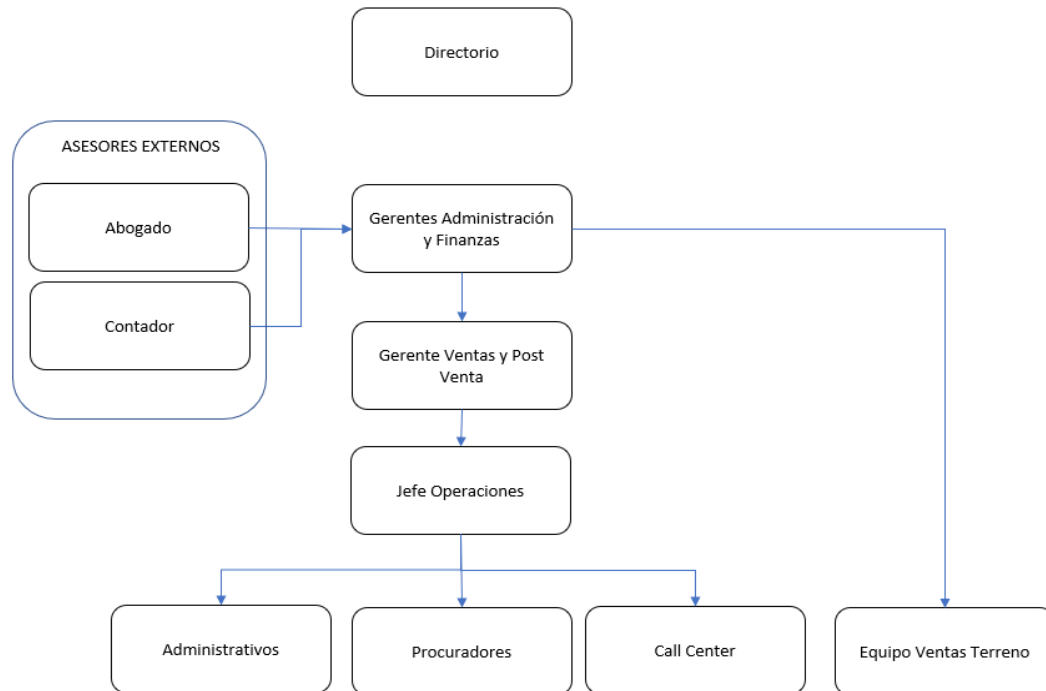 Directorio
ASESORES EXTERNOS
Abogado
Contador
Gerentes Administración
y Finanzas
Gerente Ventas y Post
Venta
Jefe Operaciones
Administrativos
Procuradores
Call Center
Equipo Ventas Terreno